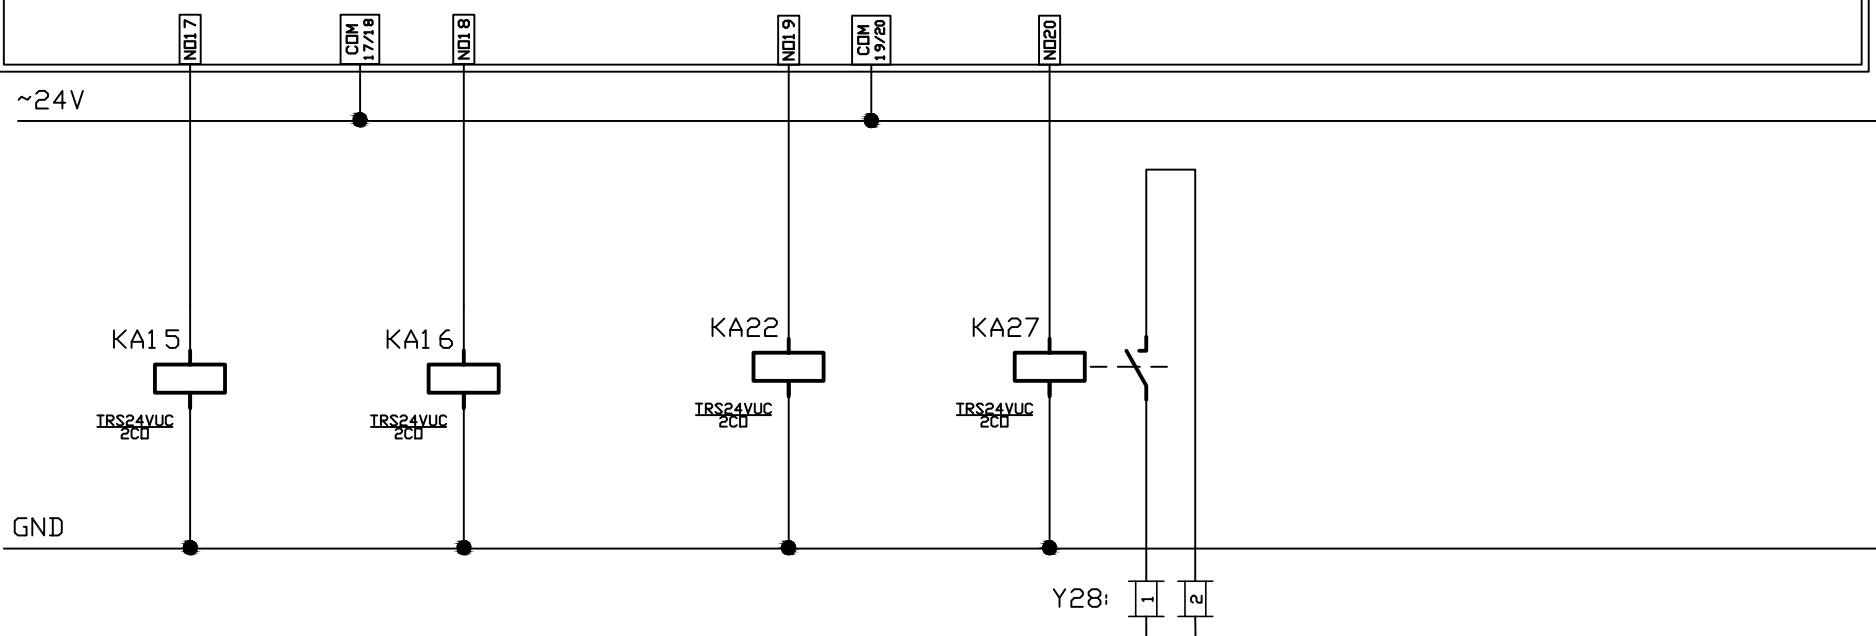 NO17
COM
17/18
NO18
NO19
COM
19/20
NO20
~24V
KA15
KA16
KA22
KA27
TRS24VUC
2CO
TRS24VUC
2CO
TRS24VUC
2CO
TRS24VUC
2CO
GND
Y28:
1
2